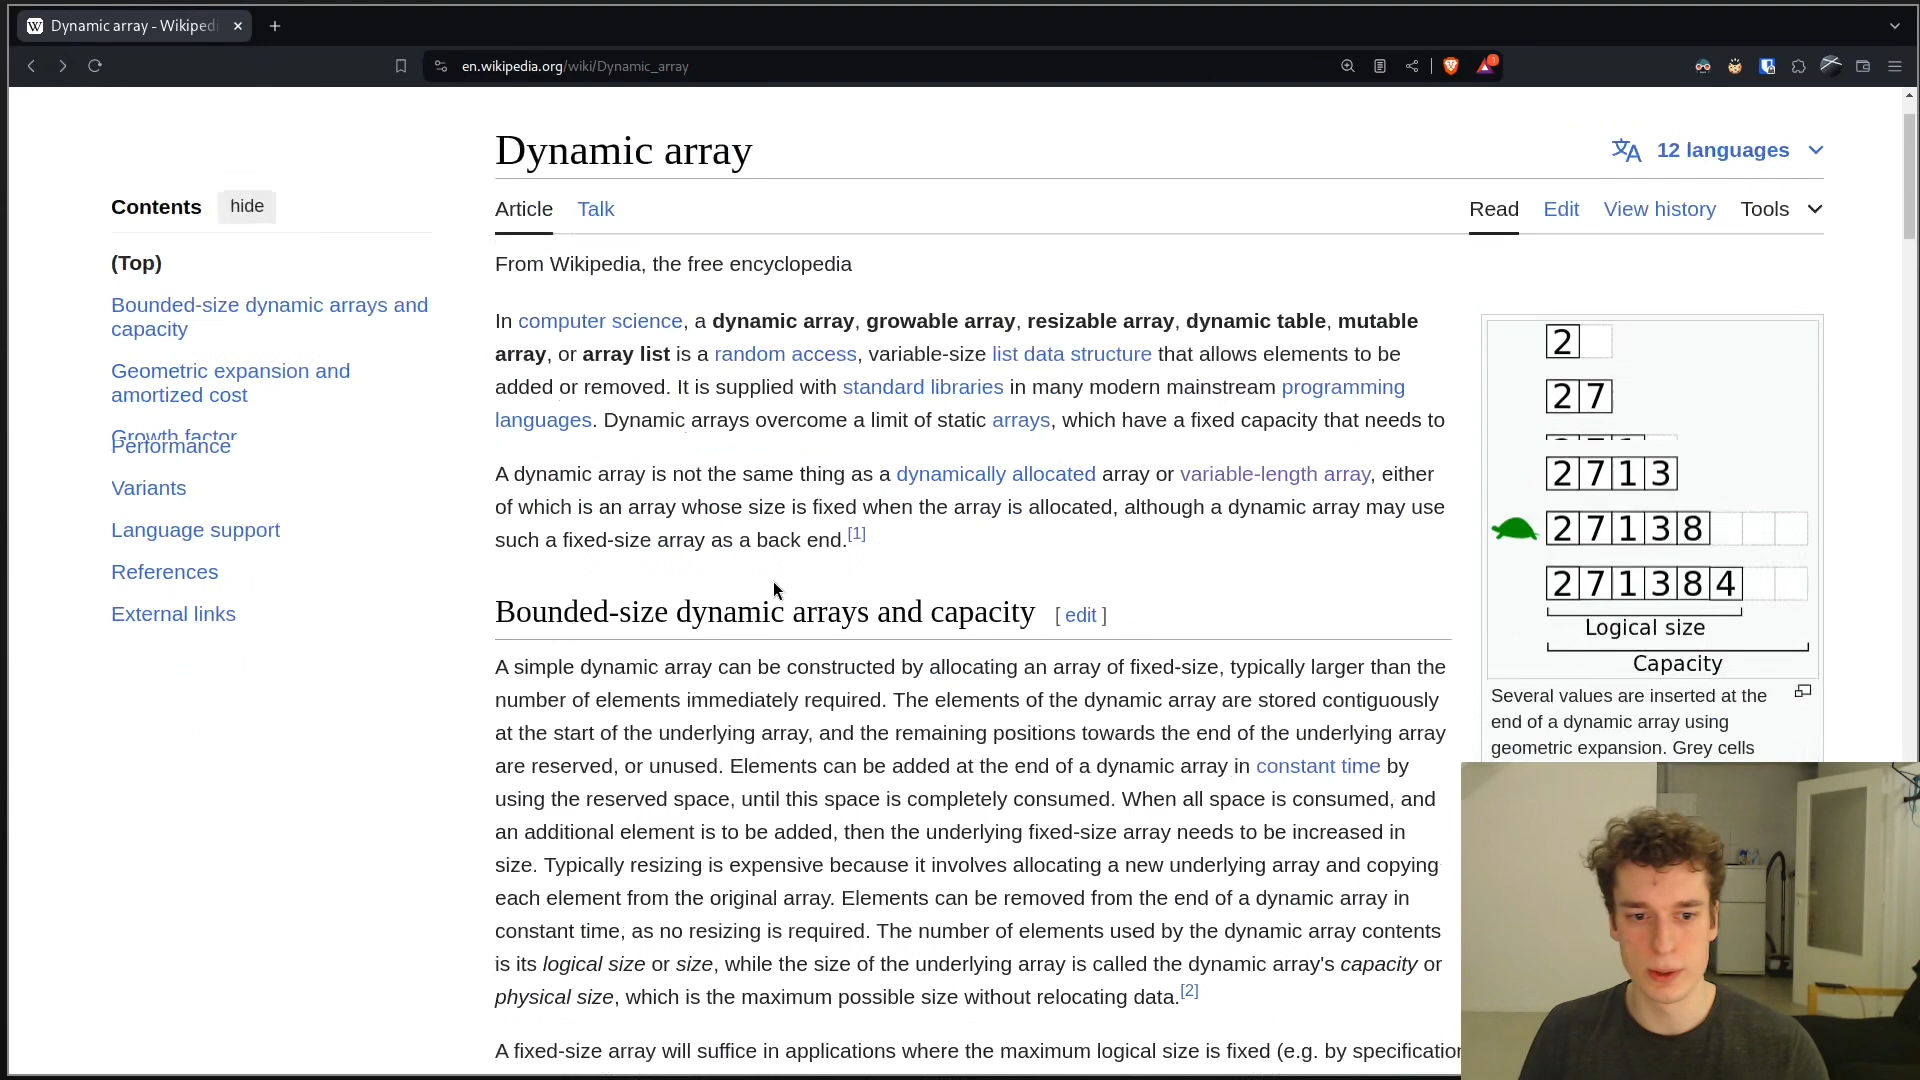 Dynamic array - Wikiped
en.wikipedia.org/wiki/Dynamic_array
Dynamic array
12 languages
Contents hide
Article Talk
Read Edit View history Tools
(Top)
From Wikipedia, the free encyclopedia
Bounded-size dynamic arrays and
capacity
Geometric expansion and
amortized cost
Growth factor
Performance
Variants
Language support
References
External links
In computer science, a dynamic array, growable array, resizable array, dynamic table, mutable
array, or array list is a random access, variable-size list data structure that allows elements to be
added or removed. It is supplied with standard libraries in many modern mainstream programming
languages. Dynamic arrays overcome a limit of static arrays, which have a fixed capacity that needs to
A dynamic array is not the same thing as a dynamically allocated array or variable-length array, either
of which is an array whose size is fixed when the array is allocated, although a dynamic array may use
such a fixed-size array as a back end.[1]
Bounded-size dynamic arrays and capacity [ edit ]
A simple dynamic array can be constructed by allocating an array of fixed-size, typically larger than the
number of elements immediately required. The elements of the dynamic array are stored contiguously
at the start of the underlying array, and the remaining positions towards the end of the underlying array
are reserved, or unused. Elements can be added at the end of a dynamic array in constant time by
using the reserved space, until this space is completely consumed. When all space is consumed, and
an additional element is to be added, then the underlying fixed-size array needs to be increased in
size. Typically resizing is expensive because it involves allocating a new underlying array and copying
each element from the original array. Elements can be removed from the end of a dynamic array in
constant time, as no resizing is required. The number of elements used by the dynamic array contents
is its logical size or size, while the size of the underlying array is called the dynamic array's capacity or
physical size, which is the maximum possible size without relocating data.[2]
A fixed-size array will suffice in applications where the maximum logical size is fixed (e.g. by specification
2
2 7
2 7 1 3
2 7 1 3 8
2 7 1 3 8 4
Logical size
Capacity
Several values are inserted at the
end of a dynamic array using
geometric expansion. Grey cells